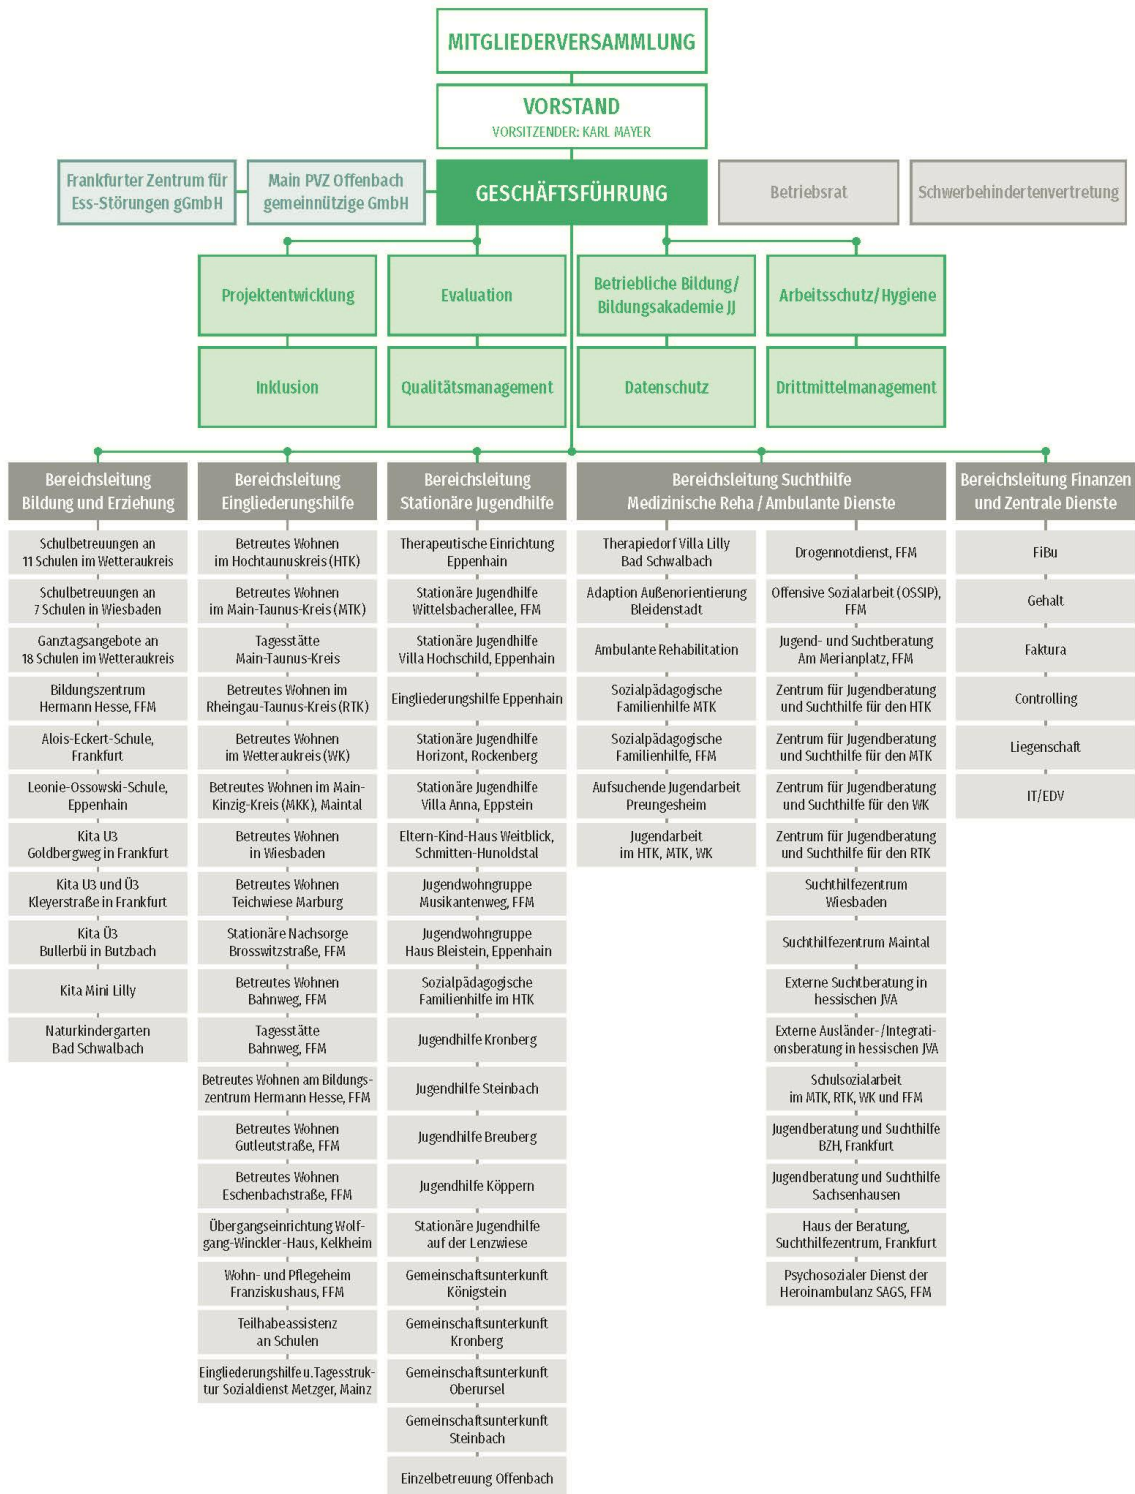 MITGLIEDERVERSAMMLUNG
VORSTAND
VORSITZENDER: KARL MAYER
Frankfurter Zentrum für
Ess-Störungen gGmbH
Main PVZ Offenbach
gemeinnützige GmbH
GESCHÄFTSFÜHRUNG
Betriebsrat
Schwerbehindertenvertretung
Projektentwicklung
Evaluation
Betriebliche Bildung/
Bildungsakademie JJ
Arbeitsschutz/Hygiene
Inklusion
Qualitätsmanagement
Datenschutz
Drittmittelmanagement
Bereichsleitung
Bildung und Erziehung
Schulbetreuungen an
11 Schulen im Wetteraukreis
Schulbetreuungen an
7 Schulen in Wiesbaden
Ganztagsangebote an
18 Schulen im Wetteraukreis
Bildungszentrum
Hermann Hesse, FFM
Alois-Eckert-Schule,
Frankfurt
Leonie-Ossowski-Schule,
Eppenhain
Kita U3
Goldbergweg in Frankfurt
Kita U3 und Ü3
Kleyerstraße in Frankfurt
Kita Ü3
Bullerbü in Butzbach
Kita Mini Lilly
Naturkindergarten
Bad Schwalbach
Bereichsleitung
Eingliederungshilfe
Betreutes Wohnen
im Hochtaunuskreis (HTK)
Betreutes Wohnen
im Main-Taunus-Kreis (MTK)
Tagesstätte
Main-Taunus-Kreis
Betreutes Wohnen im
Rheingau-Taunus-Kreis (RTK)
Betreutes Wohnen
im Wetteraukreis (WK)
Betreutes Wohnen im Main-
Kinzig-Kreis (MKK), Maintal
Betreutes Wohnen
in Wiesbaden
Betreutes Wohnen
Teichwiese Marburg
Stationäre Nachsorge
Brosswitzstraße, FFM
Betreutes Wohnen
Bahnweg, FFM
Tagesstätte
Bahnweg, FFM
Betreutes Wohnen am Bildungs-
zentrum Hermann Hesse, FFM
Betreutes Wohnen
Gutleutstraße, FFM
Betreutes Wohnen
Eschenbachstraße, FFM
Übergangseinrichtung Wolf-
gang-Winckler-Haus, Kelkheim
Wohn- und Pflegeheim
Franziskushaus, FFM
Teilhabeassistenz
an Schulen
Eingliederungshilfe u. Tagesstruk-
tur Sozialdienst Metzger, Mainz
Bereichsleitung
Stationäre Jugendhilfe
Therapeutische Einrichtung
Eppenhain
Stationäre Jugendhilfe
Wittelsbacherallee, FFM
Stationäre Jugendhilfe
Villa Hochschild, Eppenhain
Eingliederungshilfe Eppenhain
Stationäre Jugendhilfe
Horizont, Rockenberg
Stationäre Jugendhilfe
Villa Anna, Eppstein
Eltern-Kind-Haus Weitblick,
Schmitten-Hunoldstal
Jugendwohngruppe
Musikantenweg, FFM
Jugendwohngruppe
Haus Bleistein, Eppenhain
Sozialpädagogische
Familienhilfe im HTK
Jugendhilfe Kronberg
Jugendhilfe Steinbach
Jugendhilfe Breuberg
Jugendhilfe Köppern
Stationäre Jugendhilfe
auf der Lenzwiese
Gemeinschaftsunterkunft
Königstein
Gemeinschaftsunterkunft
Kronberg
Gemeinschaftsunterkunft
Oberursel
Gemeinschaftsunterkunft
Steinbach
Einzelbetreuung Offenbach
Bereichsleitung Suchthilfe
Medizinische Reha / Ambulante Dienste
Therapiedorf Villa Lilly
Bad Schwalbach
Adaption Außenorientierung
Bleidenstadt
Ambulante Rehabilitation
Sozialpädagogische
Familienhilfe MTK
Sozialpädagogische
Familienhilfe, FFM
Aufsuchende Jugendarbeit
Preungesheim
Jugendarbeit
im HTK, MTK, WK
Drogennotdienst, FFM
Offensive Sozialarbeit (OSSIP),
FFM
Jugend- und Suchtberatung
Am Merianplatz, FFM
Zentrum für Jugendberatung
und Suchthilfe für den HTK
Zentrum für Jugendberatung
und Suchthilfe für den MTK
Zentrum für Jugendberatung
und Suchthilfe für den WK
Zentrum für Jugendberatung
und Suchthilfe für den RTK
Suchthilfezentrum
Wiesbaden
Suchthilfezentrum Maintal
Externe Suchtberatung in
hessischen JVA
Externe Ausländer-/Integrati-
onsberatung in hessischen JVA
Schulsozialarbeit
im MTK, RTK, WK und FFM
Jugendberatung und Suchthilfe
BZH, Frankfurt
Jugendberatung und Suchthilfe
Sachsenhausen
Haus der Beratung,
Suchthilfezentrum, Frankfurt
Psychosozialer Dienst der
Heroinambulanz SAGS, FFM
Bereichsleitung Finanzen
und Zentrale Dienste
FiBu
Gehalt
Faktura
Controlling
Liegenschaft
IT/EDV